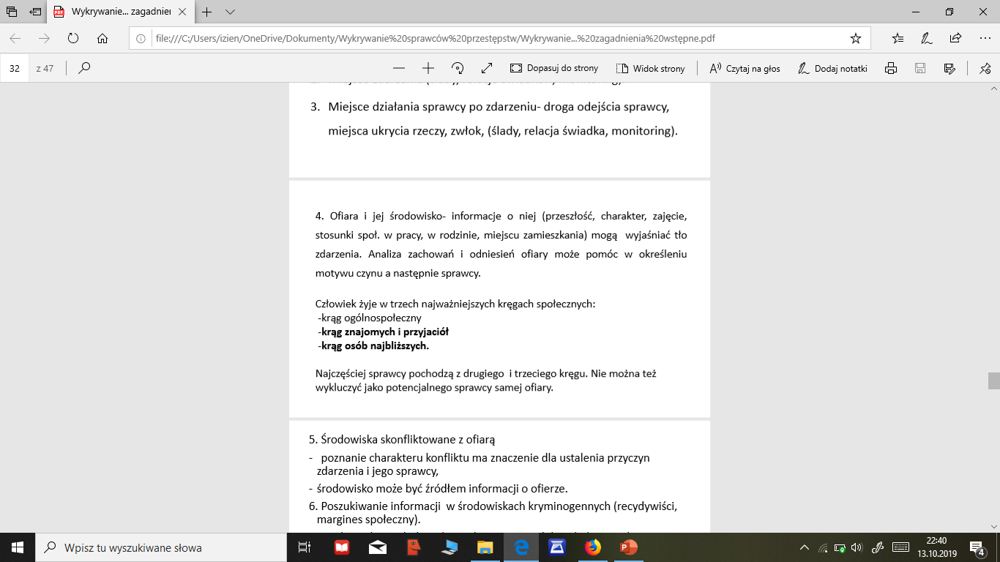 Wykrywanie... zagadnier
file:///C:/Users/izien/OneDrive/Dokumenty/Wykrywanie%20sprawców%20przestępstw/Wykrywanie...%20zagadnienia%20wstępne.pdf
32 z 47 Dopasuj do strony Widok strony Czytaj na głos Dodaj notatki
3. Miejsce działania sprawcy po zdarzeniu- droga odejścia sprawcy,
miejsca ukrycia rzeczy, zwłok, (ślady, relacja świadka, monitoring).
4. Ofiara i jej środowisko- informacje o niej (przeszłość, charakter, zajęcie,
stosunki społ. w pracy, w rodzinie, miejscu zamieszkania) mogą wyjaśniać tło
zdarzenia. Analiza zachowań i odniesień ofiary może pomóc w określeniu
motywu czynu a następnie sprawcy.
Człowiek żyje w trzech najważniejszych kręgach społecznych:
-krąg ogólnospołeczny
-krąg znajomych i przyjaciół
-krąg osób najbliższych.
Najczęściej sprawcy pochodzą z drugiego i trzeciego kręgu. Nie można też
wykluczyć jako potencjalnego sprawcy samej ofiary.
5. Środowiska skonfliktowane z ofiarą
- poznanie charakteru konfliktu ma znaczenie dla ustalenia przyczyn
zdarzenia i jego sprawcy,
- środowisko może być źródłem informacji o ofierze.
6. Poszukiwanie informacji w środowiskach kryminogennych (recydywiści,
margines społeczny).
Wpisz tu wyszukiwane słowa
22:40
13.10.2019
4